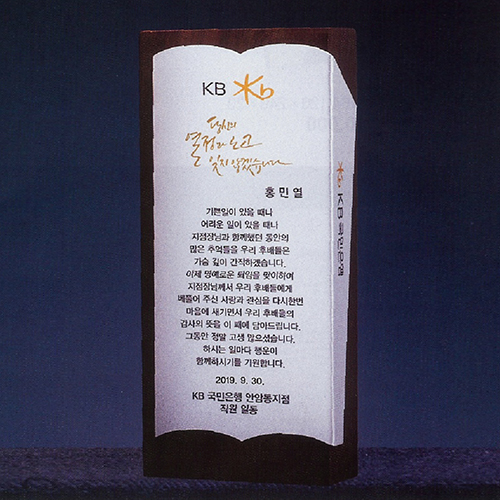 KB Kb
당신의
열정과 노고
잊지 않겠습니다
홍민열
기쁜일이 있을 때나
어려운 일이 있을 때나
지점장님과 함께했던 동안의
많은 추억들을 우리 후배들은
가슴 깊이 간직하겠습니다.
이제 명예로운 퇴임을 맞이하여
지점장님께서 우리 후배들에게
베풀어 주신 사랑과 관심을 다시한번
마음에 새기면서 우리 후배들의
감사의 뜻을 이 패에 담아드립니다.
그동안 정말 고생 많으셨습니다.
하시는 일마다 행운이
함께하시기를 기원합니다.
2019. 9. 30.
KB 국민은행 안암동지점
직원 일동
Kb KB 국민은행